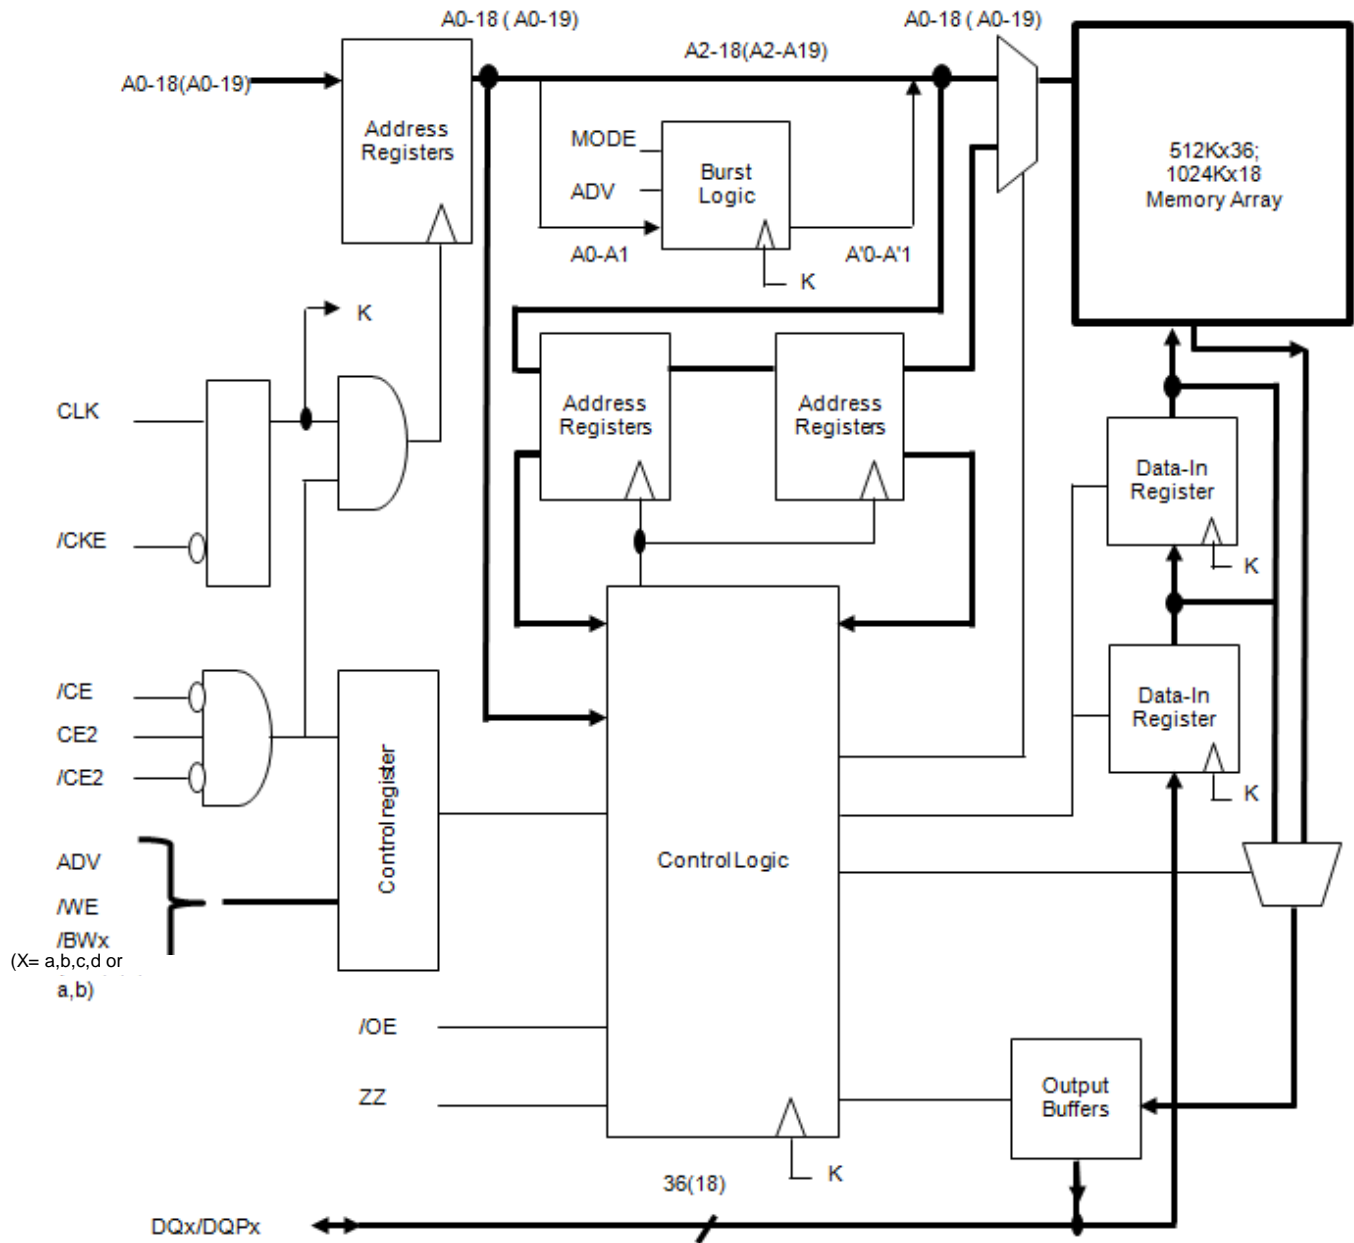 A0-18 ( A0-19)
A0-18 ( A0-19)
A2-18(A2-A19)
A0-18(A0-19)
Address
Registers
MODE
ADV
Burst
Logic
A0-A1
A'0-A'1
K
512Kx36;
1024Kx18
Memory Array
K
CLK
/CKE
Address
Registers
Address
Registers
Data-In
Register
K
/CE
CE2
/CE2
Data-In
Register
K
Control register
Control Logic
ADV
/WE
/BWx
(X= a,b,c,d or
a,b)
/OE
ZZ
Output
Buffers
K
36(18)
DQx/DQPx